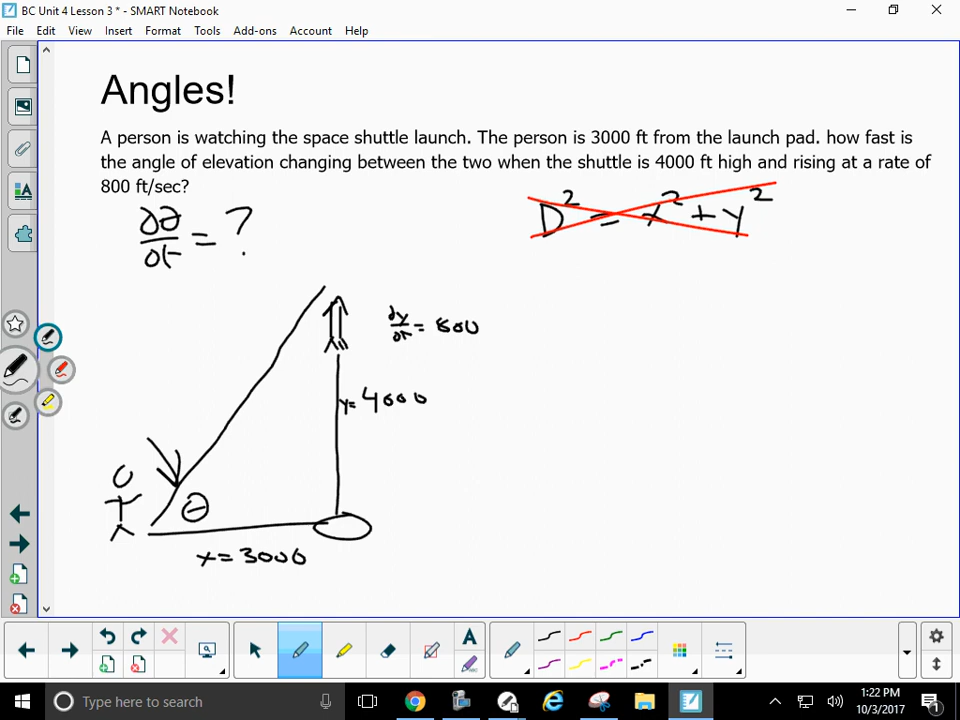 BC Unit 4 Lesson 3 * - SMART Notebook
File Edit View Insert Format Tools Add-ons Account Help
Angles!
A person is watching the space shuttle launch. The person is 3000 ft from the launch pad. how fast is
the angle of elevation changing between the two when the shuttle is 4000 ft high and rising at a rate of
800 ft/sec?
D² = x² + y²
dθ/dt = ?
dy/dt = 800
y = 4000
θ
x = 3000
A
A
Type here to search
1:22 PM
10/3/2017
1